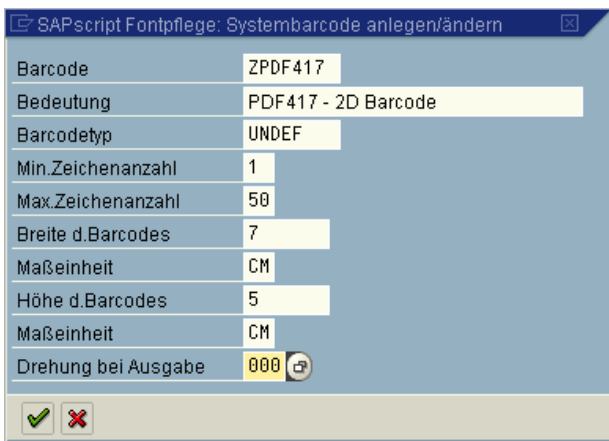 SAPscript Fontpflege: Systembarcode anlegen/ändern
Barcode ZPDF417
Bedeutung PDF417 - 2D Barcode
Barcodetyp UNDEF
Min.Zeichenanzahl 1
Max.Zeichenanzahl 50
Breite d.Barcodes 7
Maßeinheit CM
Höhe d.Barcodes 5
Maßeinheit CM
Drehung bei Ausgabe 000